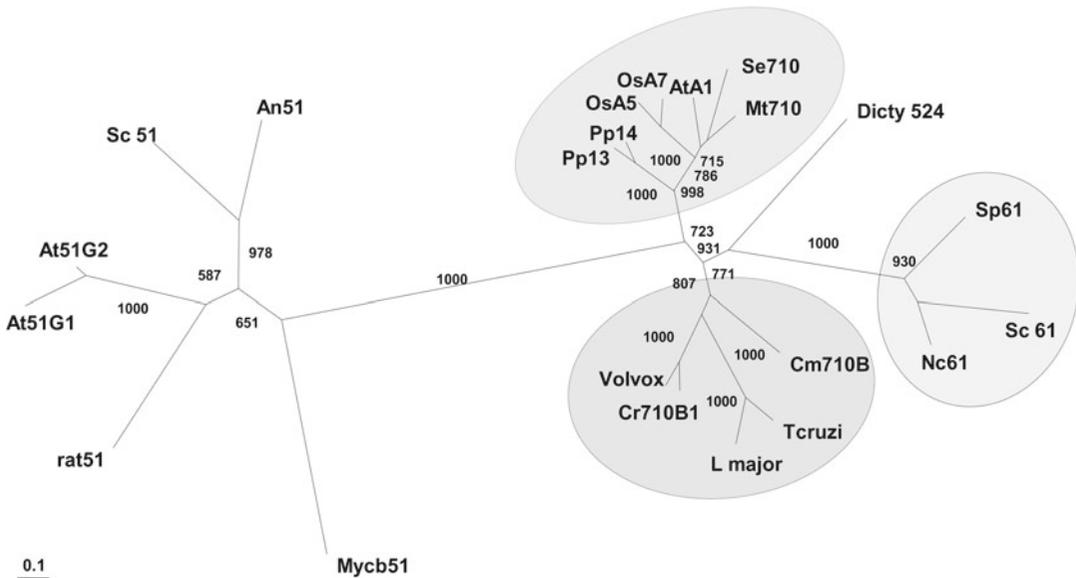 Se710
OsA7
AtA1
OsA5
Mt710
An51
Dicty 524
Sc 51
Pp14
Pp13
1000
715
786
1000
998
Sp61
723
1000
978
931
At51G2
930
587
1000
771
807
1000
At51G1
651
Sc 61
1000
1000
Nc61
Cm710B
Volvox
1000
Cr710B1
Tcruzi
rat51
L major
Mycb51
0.1